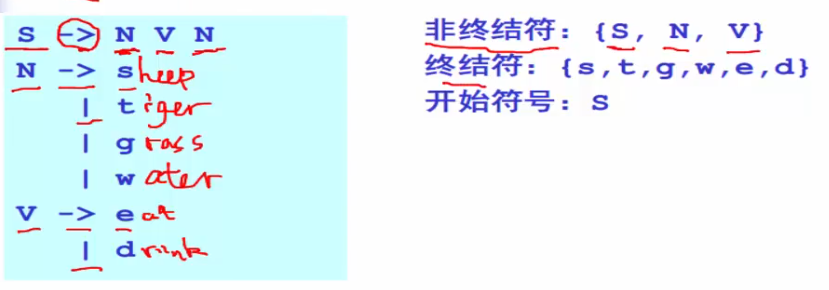 S -> N V N
N -> sheep
| tiger
| grass
| water
V -> eat
| drink
非终结符：{S, N, V}
终结符：{s,t,g,w,e,d}
开始符号：S